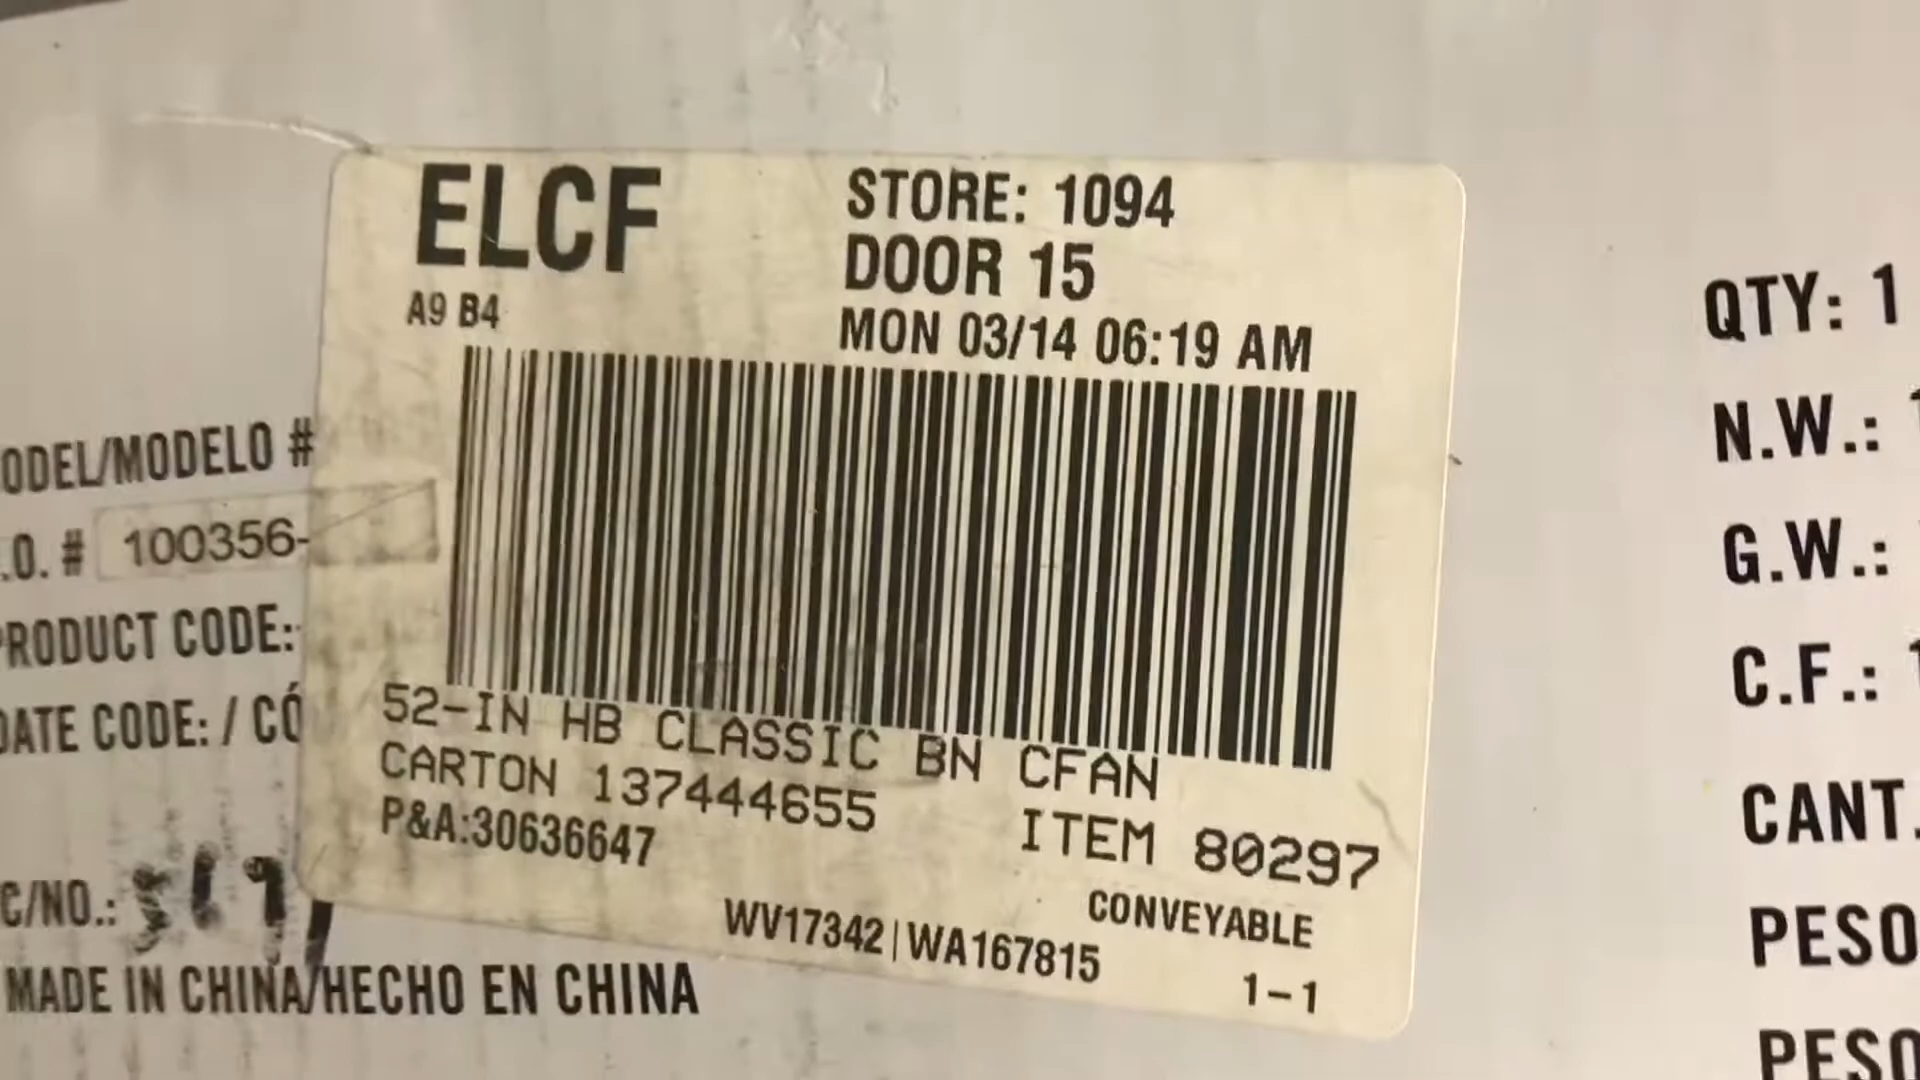 ELCF
STORE: 1094
DOOR 15
A9 B4
MON 03/14 06:19 AM
52-IN HB CLASSIC BN CFAN
CARTON 137444655
ITEM 80297
P&A:30636647
CONVEYABLE
WV17342|WA167815
1-1
ODEL/MODELO #
.O. # 100356-
PRODUCT CODE:
DATE CODE: / CÓ
C/NO.:
MADE IN CHINA/HECHO EN CHINA
QTY: 1
N.W.:
G.W.:
C.F.:
CANT.
PESO
PESO